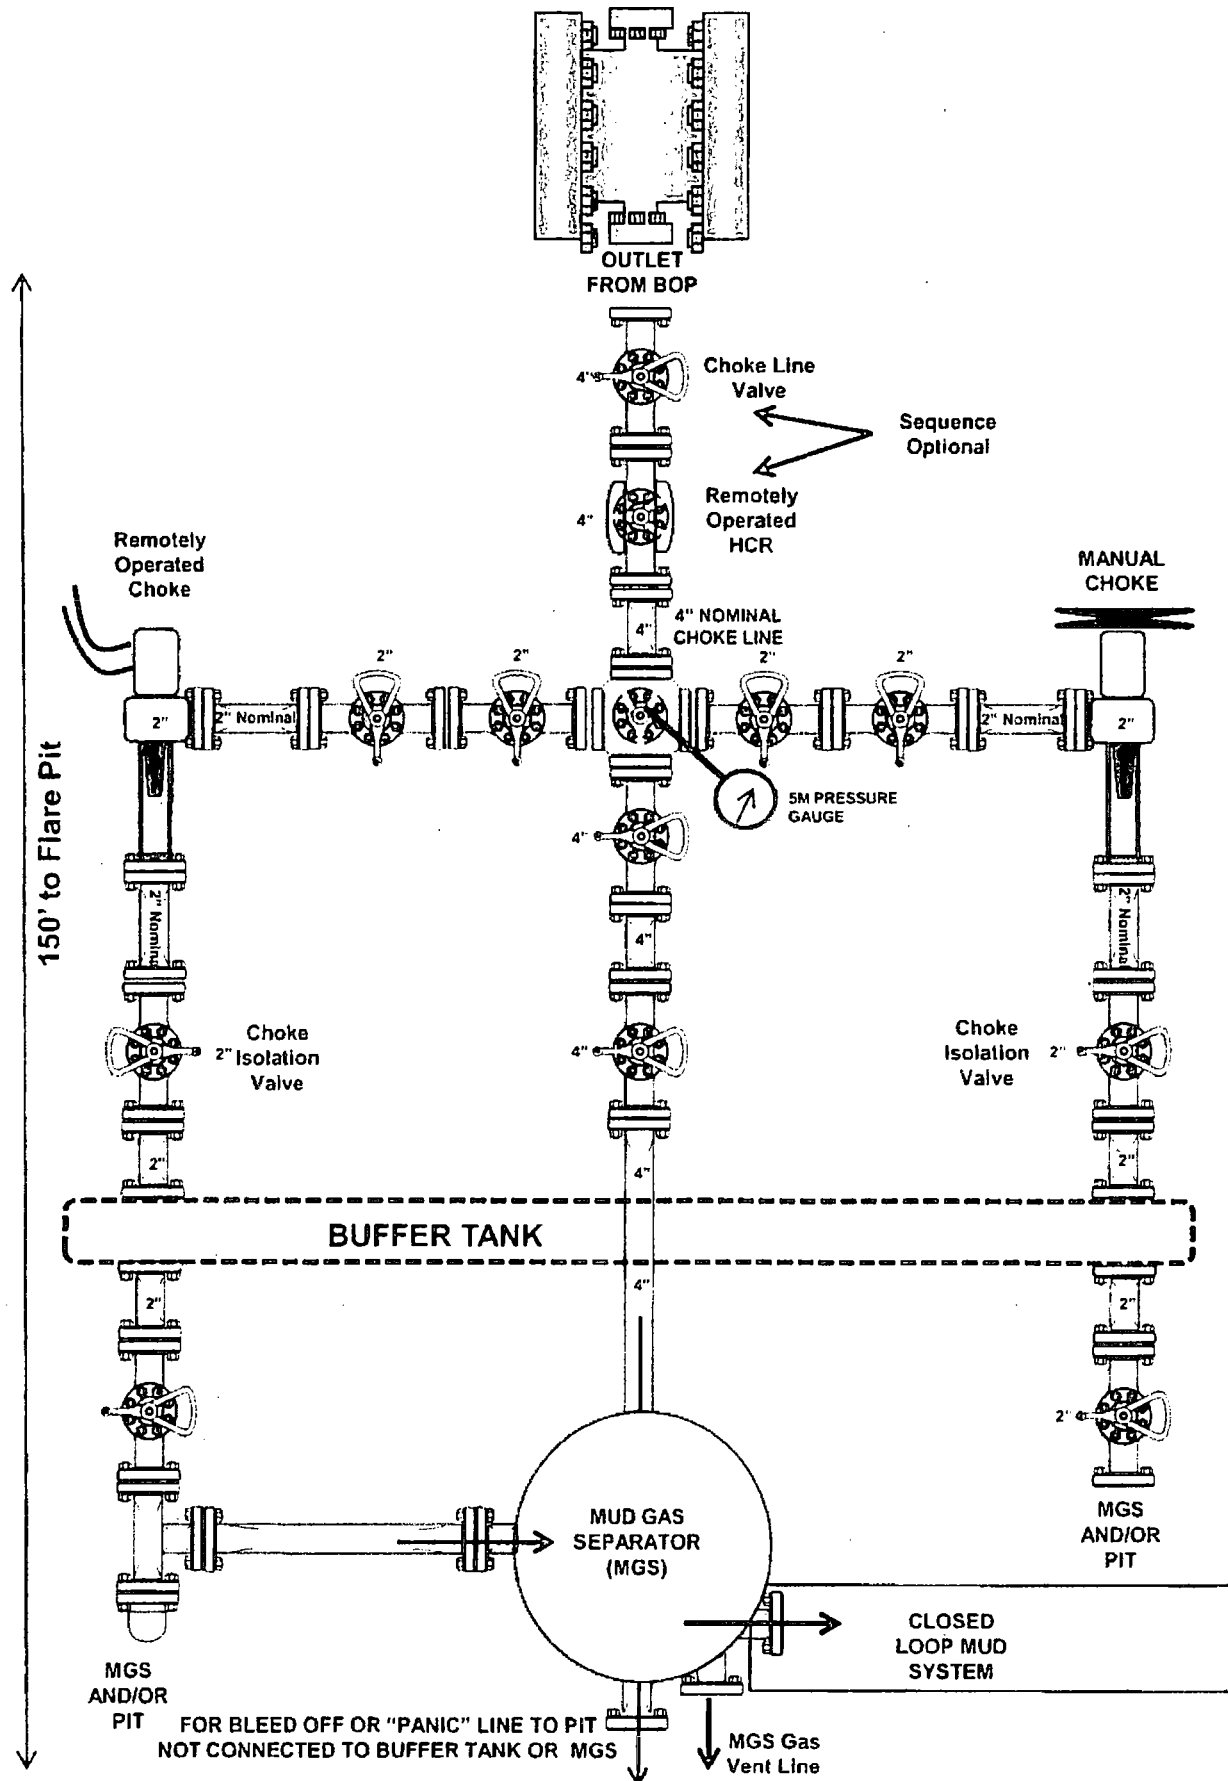 OUTLET
FROM BOP
4"
Choke Line
Valve
Sequence
Optional
4"
Remotely
Operated
HCR
Remotely
Operated
Choke
MANUAL
CHOKE
4"
4" NOMINAL
CHOKE LINE
2"
2"
2"
2"
2"
2" Nominal
2" Nominal
2"
5M PRESSURE
GAUGE
4"
150' to Flare Pit
2" Nominal
4"
2" Nominal
2"
Choke
Isolation
Valve
4"
Choke
Isolation
Valve
2"
2"
4"
2"
BUFFER TANK
2"
4"
2"
2"
MUD GAS
SEPARATOR
(MGS)
MGS
AND/OR
PIT
CLOSED
LOOP MUD
SYSTEM
MGS
AND/OR
PIT
FOR BLEED OFF OR "PANIC" LINE TO PIT
NOT CONNECTED TO BUFFER TANK OR MGS
MGS Gas
Vent Line